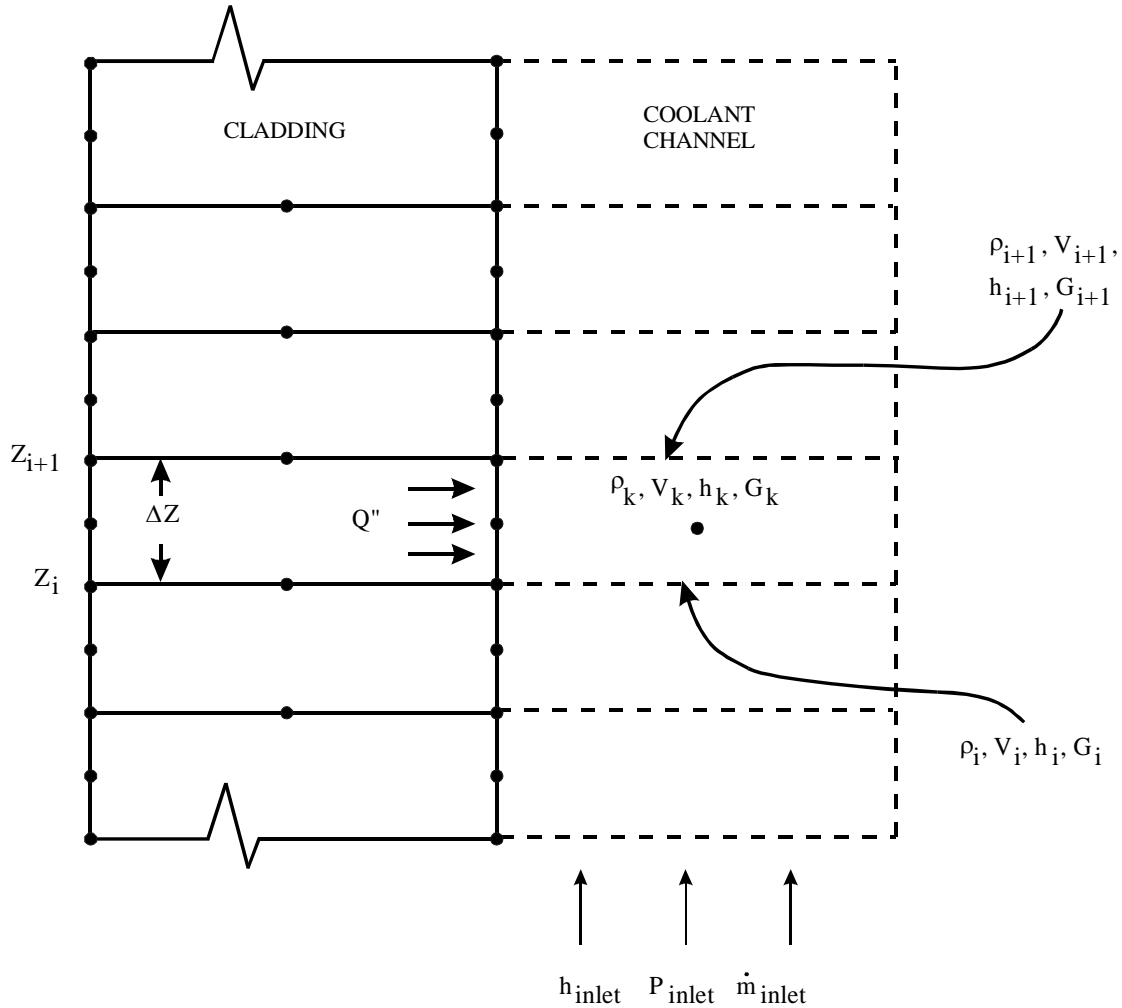 CLADDING
COOLANT
CHANNEL
ρi+1, Vi+1,
hi+1, Gi+1
Zi+1
ρk, Vk, hk, Gk
ΔZ
Q"
Zi
ρi, Vi, hi, Gi
hinlet Pinlet ṁinlet